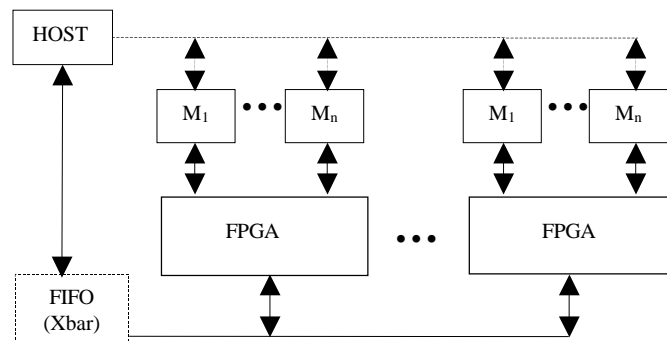 HOST
M₁
•••
Mₙ
M₁
•••
Mₙ
FPGA
•••
FPGA
FIFO
(Xbar)